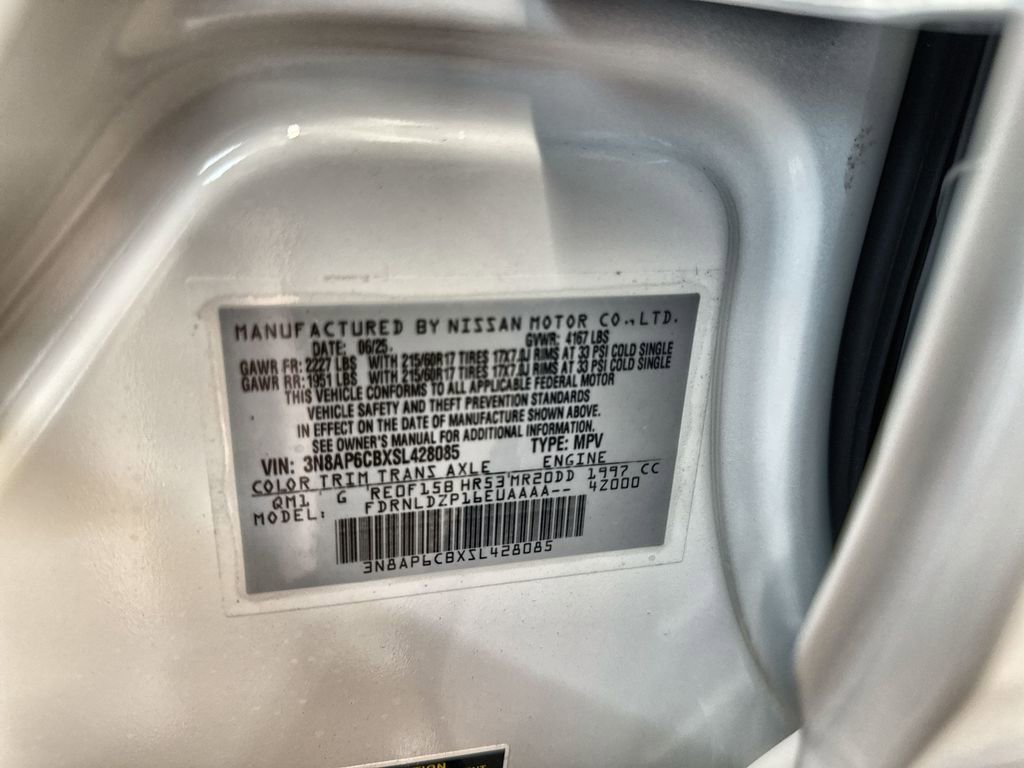 MANUFACTURED BY NISSAN MOTOR CO.,LTD.
DATE: 06/25 GVWR: 4167 LBS
GAWR FR: 2227 LBS WITH 215/60R17 TIRES 17X7.0J RIMS AT 33 PSI COLD SINGLE
GAWR RR: 1951 LBS WITH 215/60R17 TIRES 17X7.0J RIMS AT 33 PSI COLD SINGLE
THIS VEHICLE CONFORMS TO ALL APPLICABLE FEDERAL MOTOR
VEHICLE SAFETY AND THEFT PREVENTION STANDARDS
IN EFFECT ON THE DATE OF MANUFACTURE SHOWN ABOVE.
SEE OWNER'S MANUAL FOR ADDITIONAL INFORMATION.
VIN: 3N8AP6CBXSL428085 TYPE: MPV
COLOR TRIM TRANS AXLE ENGINE
QM1 G RE0F15B HR53 MR20DD 1997 CC
MODEL: FDRNLDZP16EUAAAA-- 42000
3N8AP6CBXSL428085